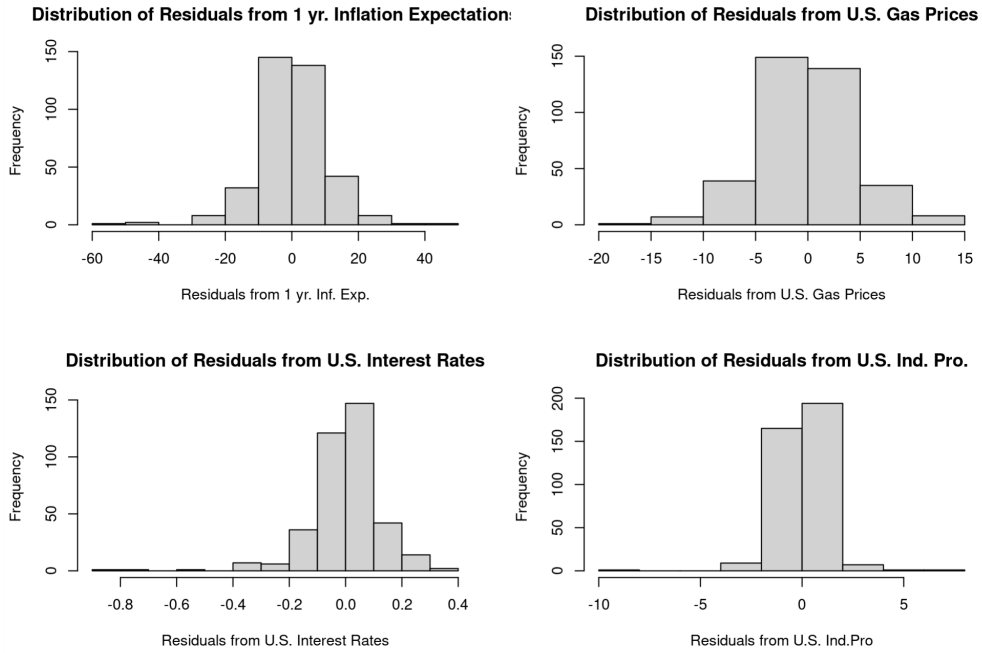 Distribution of Residuals from 1 yr. Inflation Expectations
Frequency
150
100
50
0
-60 -40 -20 0 20 40
Residuals from 1 yr. Inf. Exp.
Distribution of Residuals from U.S. Gas Prices
Frequency
150
100
50
0
-20 -15 -10 -5 0 5 10 15
Residuals from U.S. Gas Prices
Distribution of Residuals from U.S. Interest Rates
Frequency
150
100
50
0
-0.8 -0.6 -0.4 -0.2 0.0 0.2 0.4
Residuals from U.S. Interest Rates
Distribution of Residuals from U.S. Ind. Pro.
Frequency
200
150
100
50
0
-10 -5 0 5
Residuals from U.S. Ind.Pro